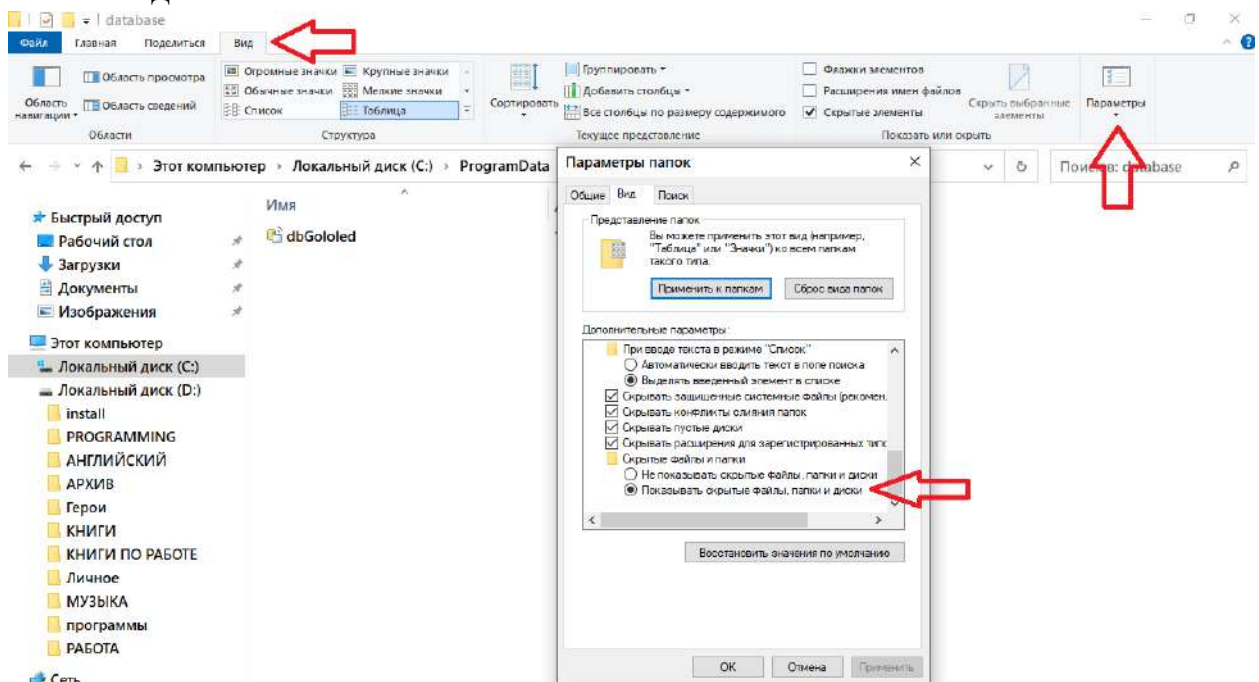 database
Файл Главная Поделиться Вид
Область навигации
Область просмотра
Область сведений
Области
Огромные значки Крупные значки
Обычные значки Мелкие значки
Список Таблица
Структура
Сортировать
Группировать
Добавить столбцы
Все столбцы по размеру содержимого
Текущее представление
Флажки элементов
Расширения имен файлов
Скрытые элементы
Скрыть выбранные элементы
Показать или скрыть
Параметры
Этот компьютер › Локальный диск (C:) › ProgramData
database
Имя
dbGololed
Быстрый доступ
Рабочий стол
Загрузки
Документы
Изображения
Этот компьютер
Локальный диск (C:)
Локальный диск (D:)
install
PROGRAMMING
АНГЛИЙСКИЙ
АРХИВ
Герои
КНИГИ
КНИГИ ПО РАБОТЕ
Личное
МУЗЫКА
программы
РАБОТА
Сеть
Параметры папок
Общие Вид Поиск
Представление папок
Вы можете применить этот вид (например,
"Таблица" или "Значки") ко всем папкам
такого типа.
Применить к папкам Сброс вида папок
Дополнительные параметры:
При вводе текста в режиме "Список"
Автоматически вводить текст в поле поиска
Выделять введенный элемент в списке
Скрывать защищенные системные файлы (рекомен.
Скрывать конфликты слияния папок
Скрывать пустые диски
Скрывать расширения для зарегистрированных типо
Скрытые файлы и папки
Не показывать скрытые файлы, папки и диски
Показывать скрытые файлы, папки и диски
Восстановить значения по умолчанию
ОК Отмена Применить